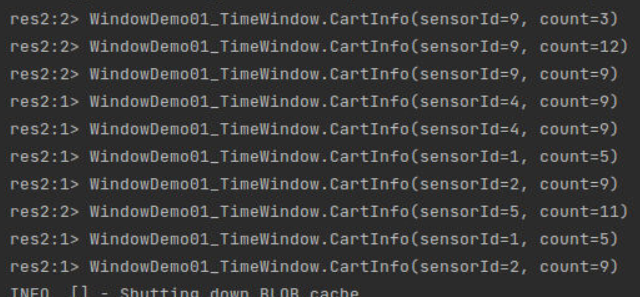 res2:2> WindowDemo01_TimeWindow.CartInfo(sensorId=9, count=3)
res2:2> WindowDemo01_TimeWindow.CartInfo(sensorId=9, count=12)
res2:2> WindowDemo01_TimeWindow.CartInfo(sensorId=9, count=9)
res2:1> WindowDemo01_TimeWindow.CartInfo(sensorId=4, count=9)
res2:1> WindowDemo01_TimeWindow.CartInfo(sensorId=4, count=9)
res2:1> WindowDemo01_TimeWindow.CartInfo(sensorId=1, count=5)
res2:1> WindowDemo01_TimeWindow.CartInfo(sensorId=2, count=9)
res2:2> WindowDemo01_TimeWindow.CartInfo(sensorId=5, count=11)
res2:1> WindowDemo01_TimeWindow.CartInfo(sensorId=1, count=5)
res2:1> WindowDemo01_TimeWindow.CartInfo(sensorId=2, count=9)
INFO [] - Shutting down BLOB cache